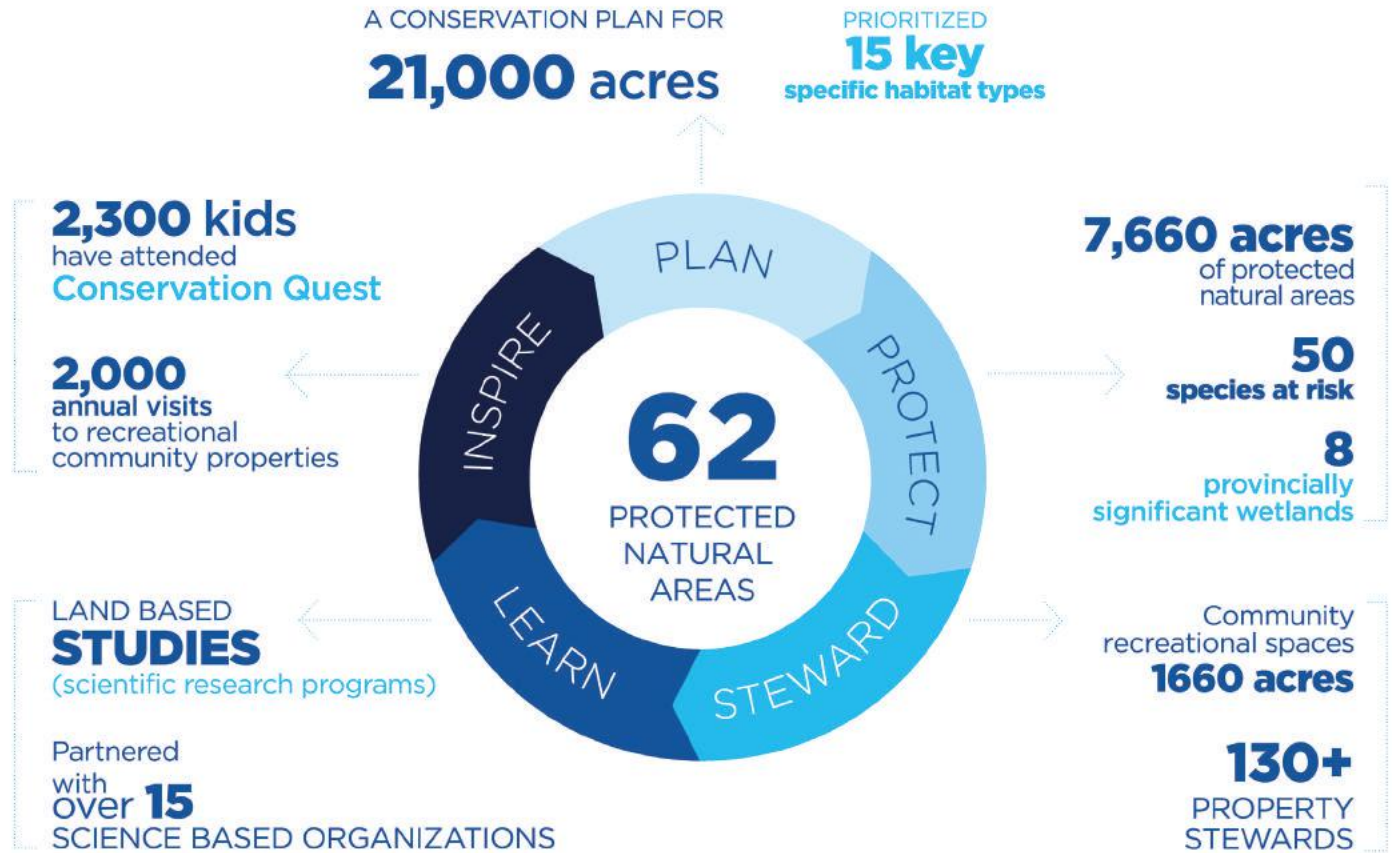 A CONSERVATION PLAN FOR
21,000 acres
PRIORITIZED
15 key
specific habitat types
2,300 kids
have attended
Conservation Quest
2,000
annual visits
to recreational
community properties
PLAN
PROTECT
STEWARD
LEARN
INSPIRE
62
PROTECTED
NATURAL
AREAS
7,660 acres
of protected
natural areas
50
species at risk
8
provincially
significant wetlands
LAND BASED
STUDIES
(scientific research programs)
Partnered
with
over 15
SCIENCE BASED ORGANIZATIONS
Community
recreational spaces
1660 acres
130+
PROPERTY
STEWARDS